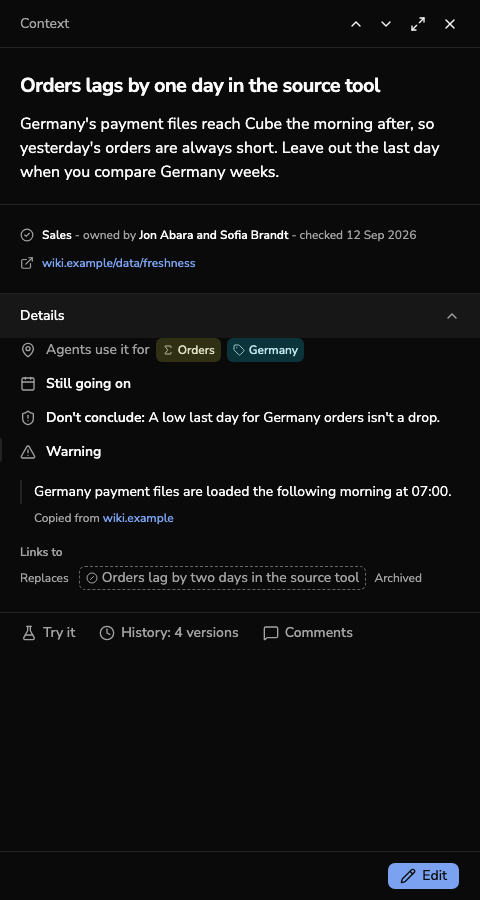 Context
Orders lags by one day in the source tool
Germany's payment files reach Cube the morning after, so
yesterday's orders are always short. Leave out the last day
when you compare Germany weeks.
Sales - owned by Jon Abara and Sofia Brandt - checked 12 Sep 2026
wiki.example/data/freshness
Details
Agents use it for Orders Germany
Still going on
Don't conclude: A low last day for Germany orders isn't a drop.
Warning
Germany payment files are loaded the following morning at 07:00.
Copied from wiki.example
Links to
Replaces Orders lag by two days in the source tool Archived
Try it History: 4 versions Comments
Edit